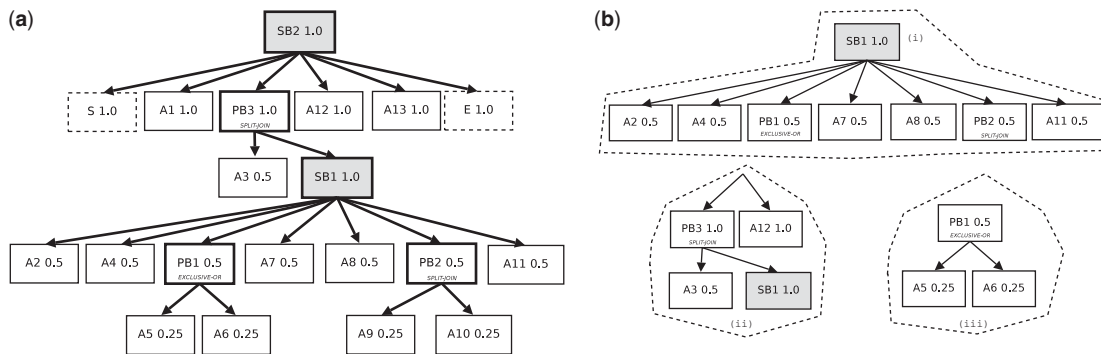 (a)
SB2 1.0
S 1.0 A1 1.0 PB3 1.0 A12 1.0 A13 1.0 E 1.0
SPLIT-JOIN
A3 0.5 SB1 1.0
A2 0.5 A4 0.5 PB1 0.5 A7 0.5 A8 0.5 PB2 0.5 A11 0.5
EXCLUSIVE-OR SPLIT-JOIN
A5 0.25 A6 0.25 A9 0.25 A10 0.25
(b)
SB1 1.0 (i)
A2 0.5 A4 0.5 PB1 0.5 A7 0.5 A8 0.5 PB2 0.5 A11 0.5
EXCLUSIVE-OR SPLIT-JOIN
PB3 1.0 A12 1.0
SPLIT-JOIN
A3 0.5 SB1 1.0
(ii)
PB1 0.5
EXCLUSIVE-OR
A5 0.25 A6 0.25
(iii)